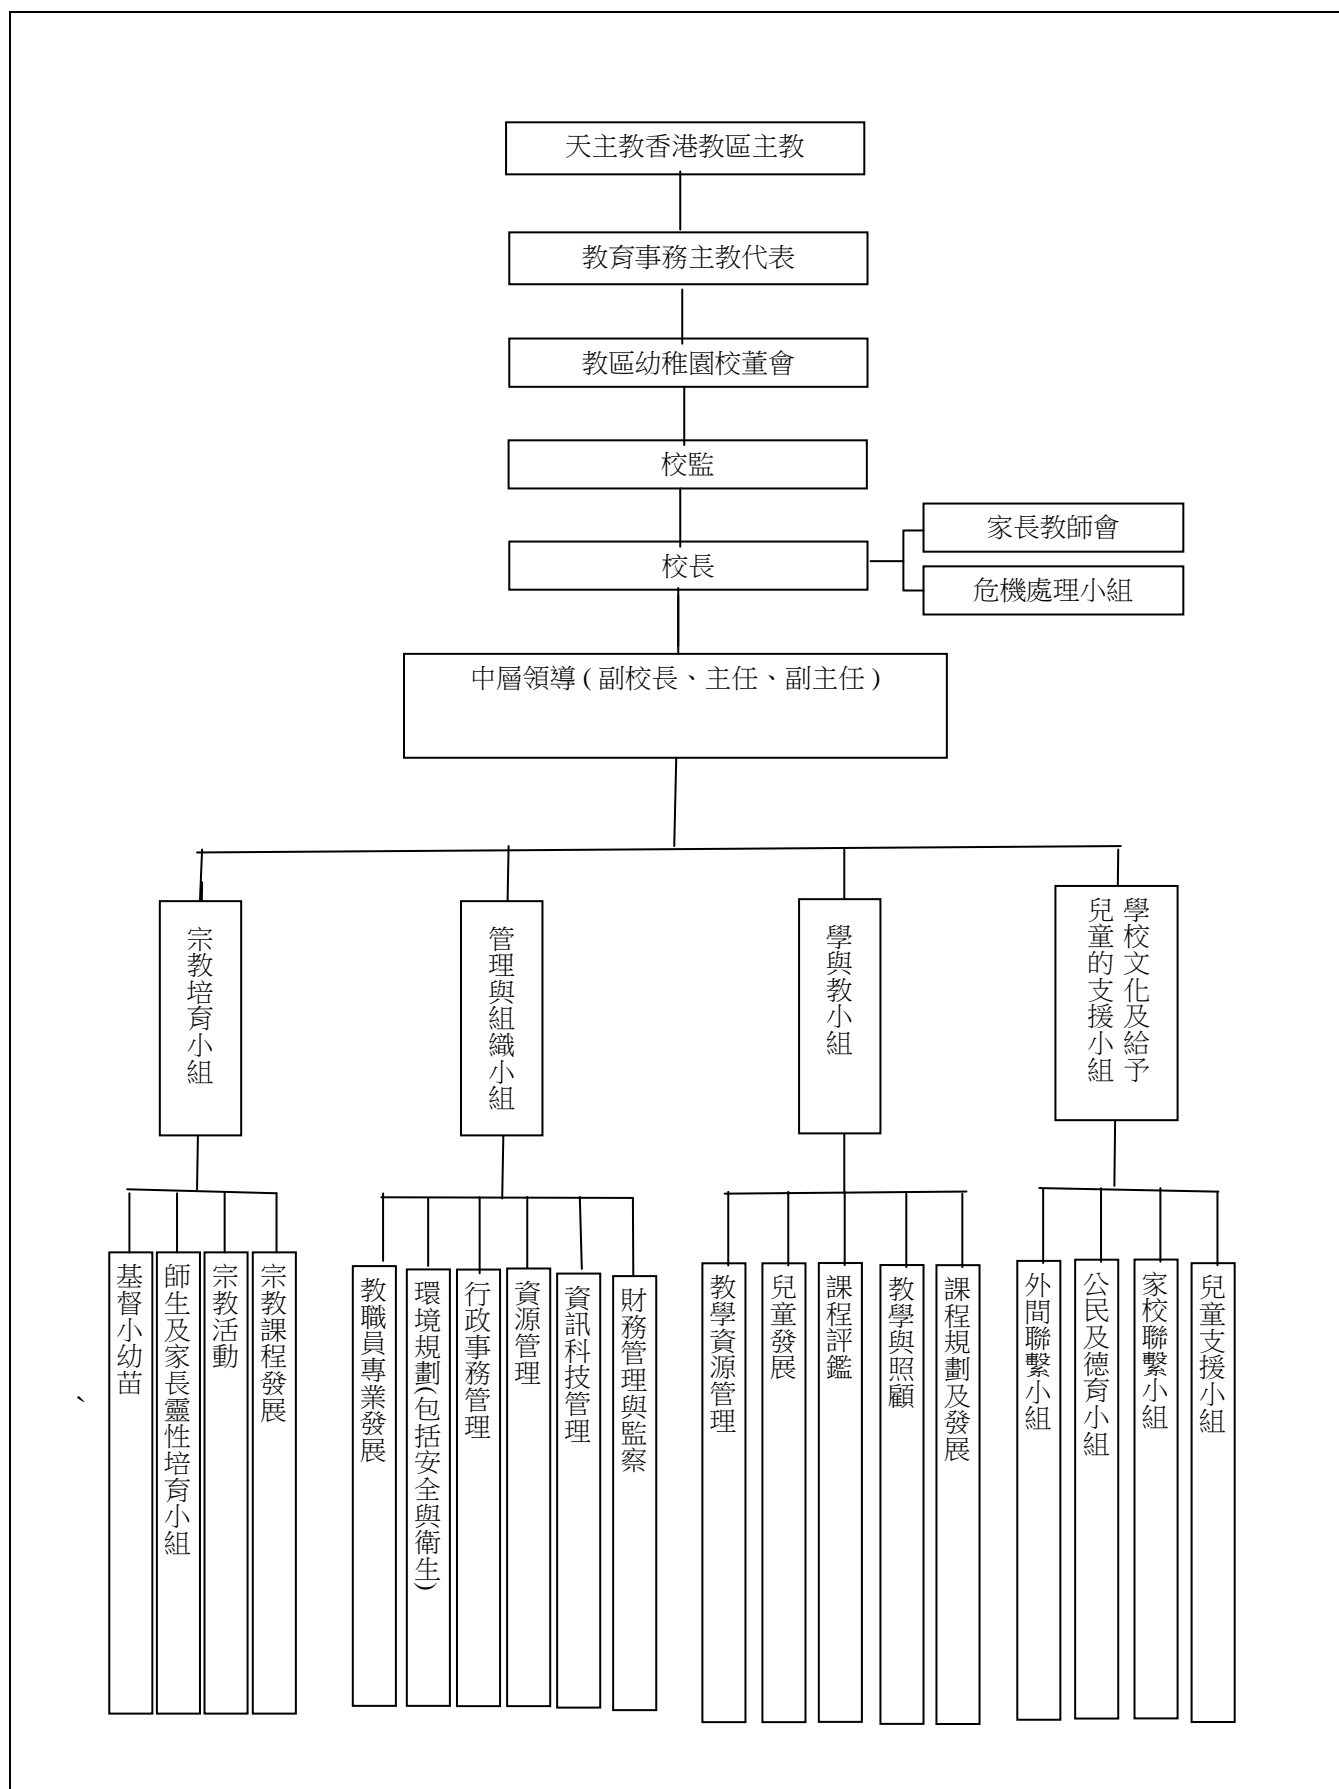 天主教香港教區主教
教育事務主教代表
教區幼稚園校董會
校監
校長
家長教師會
危機處理小組
中層領導(副校長、主任、副主任)
宗教培育小組
管理與組織小組
學與教小組
學校文化及給予
兒童的支援小組
基督小幼苗
師生及家長靈性培育小組
宗教活動
宗教課程發展
教職員專業發展
環境規劃(包括安全與衛生)
行政事務管理
資源管理
資訊科技管理
財務管理與監察
教學資源管理
兒童發展
課程評鑑
教學與照顧
課程規劃及發展
外間聯繫小組
公民及德育小組
家校聯繫小組
兒童支援小組
、